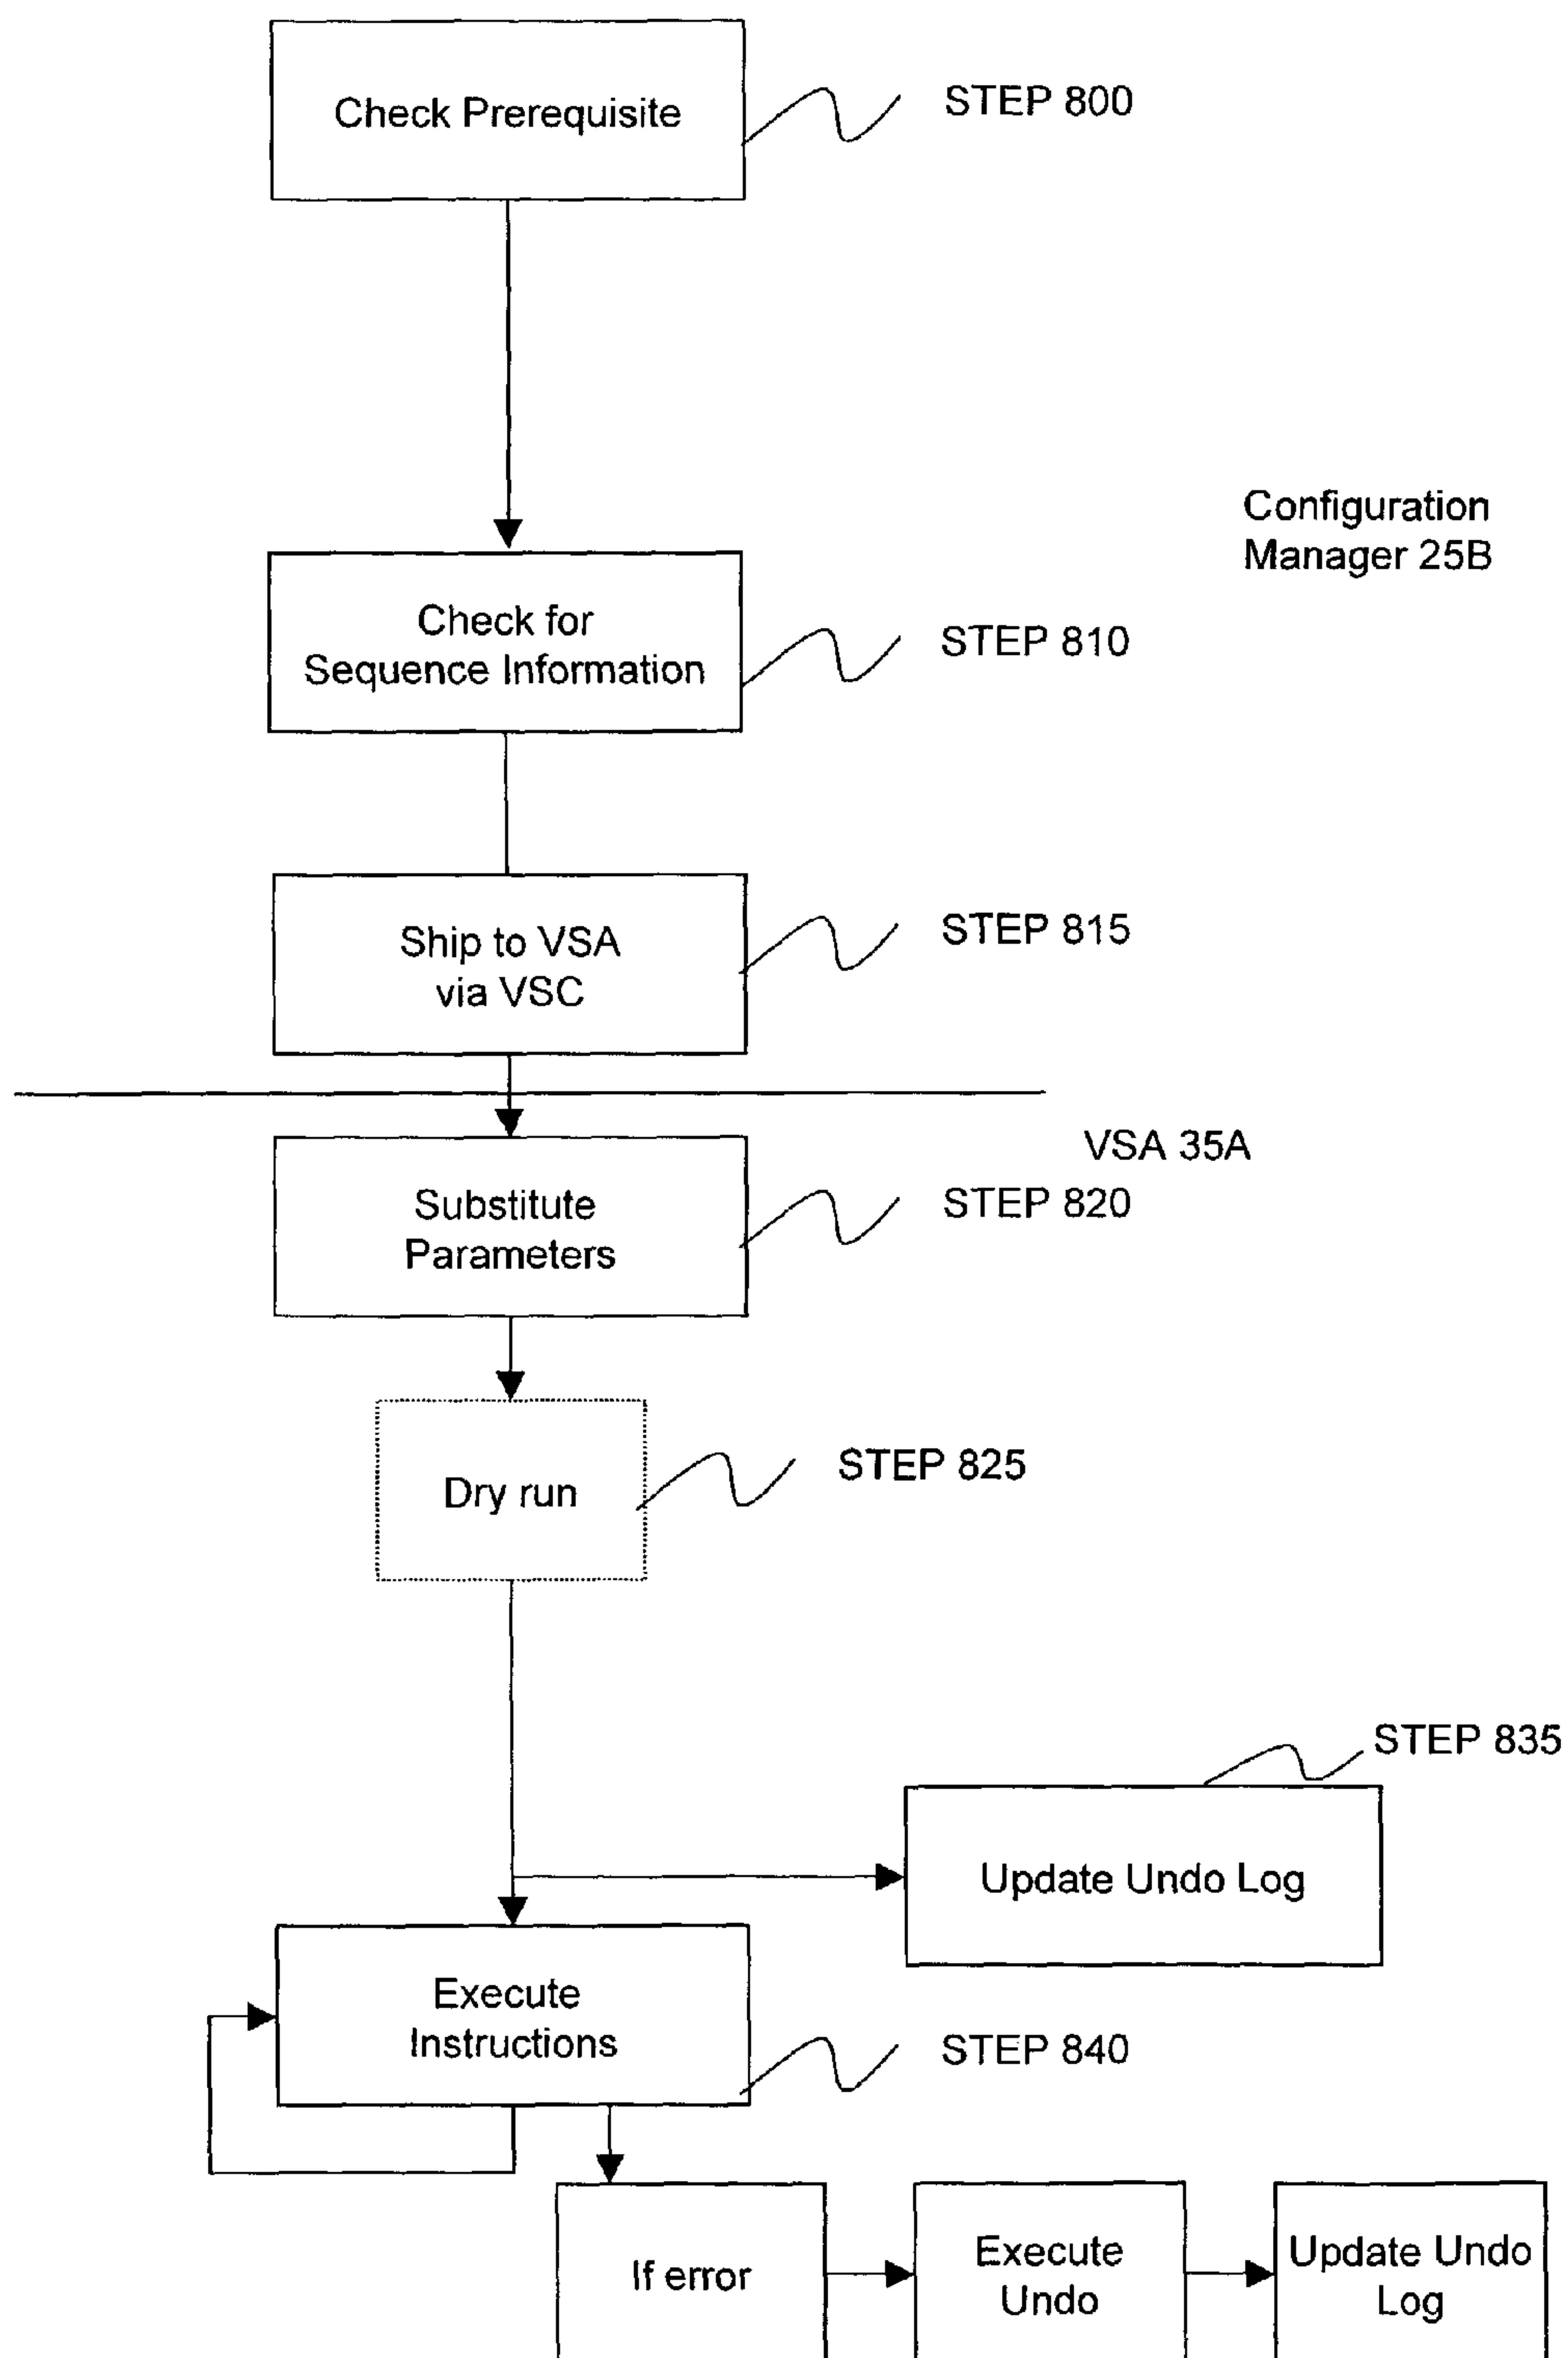 Check Prerequisite
STEP 800
Configuration
Manager 25B
Check for
Sequence Information
STEP 810
Ship to VSA
via VSC
STEP 815
VSA 35A
Substitute
Parameters
STEP 820
Dry run
STEP 825
STEP 835
Update Undo Log
Execute
Instructions
STEP 840
If error
Execute
Undo
Update Undo
Log